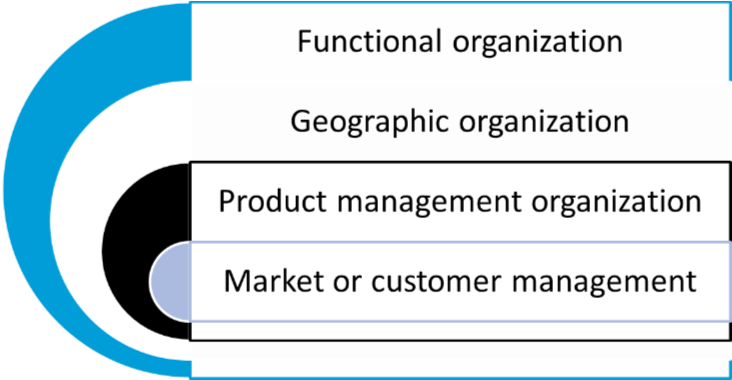 Functional organization
Geographic organization
Product management organization
Market or customer management